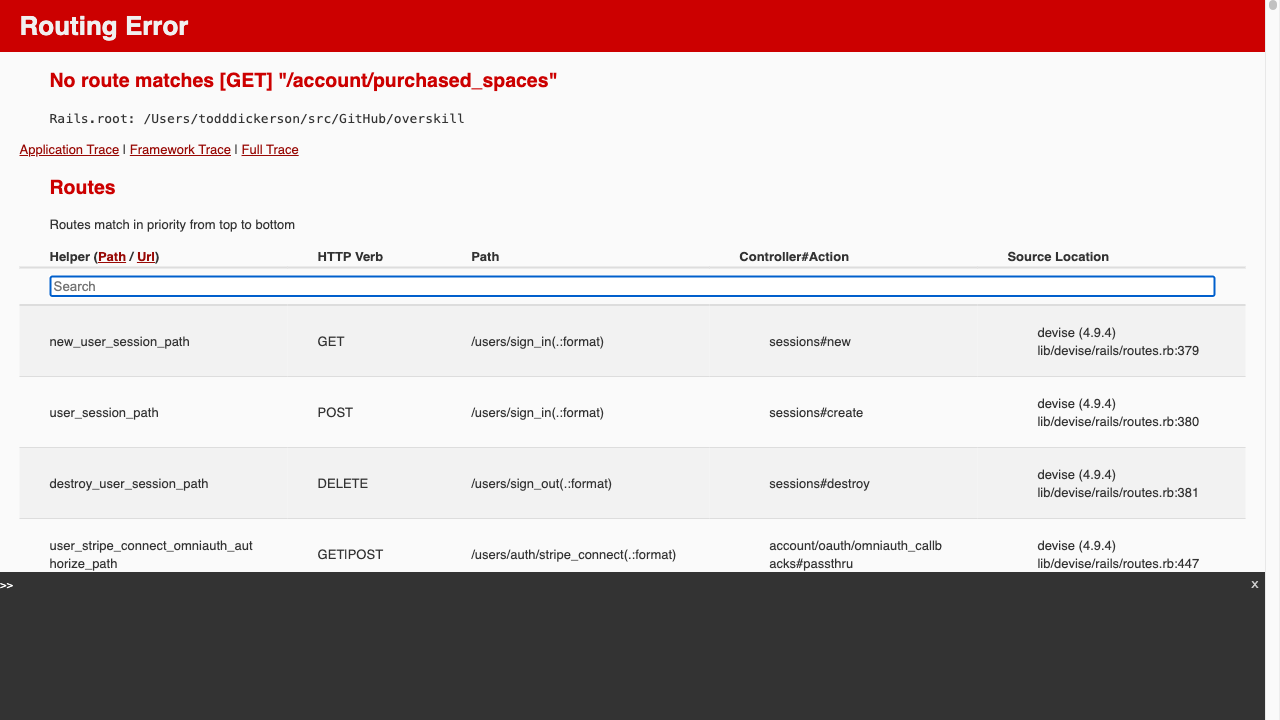 Routing Error
No route matches [GET] "/account/purchased_spaces"
Rails.root: /Users/todddickerson/src/GitHub/overskill
Application Trace | Framework Trace | Full Trace
Routes
Routes match in priority from top to bottom
Helper (Path / Url) HTTP Verb Path Controller#Action Source Location
Search
new_user_session_path GET /users/sign_in(.:format) sessions#new devise (4.9.4)
lib/devise/rails/routes.rb:379
user_session_path POST /users/sign_in(.:format) sessions#create devise (4.9.4)
lib/devise/rails/routes.rb:380
destroy_user_session_path DELETE /users/sign_out(.:format) sessions#destroy devise (4.9.4)
lib/devise/rails/routes.rb:381
user_stripe_connect_omniauth_aut
horize_path GET|POST /users/auth/stripe_connect(.:format) account/oauth/omniauth_callb
acks#passthru devise (4.9.4)
lib/devise/rails/routes.rb:447
>> x